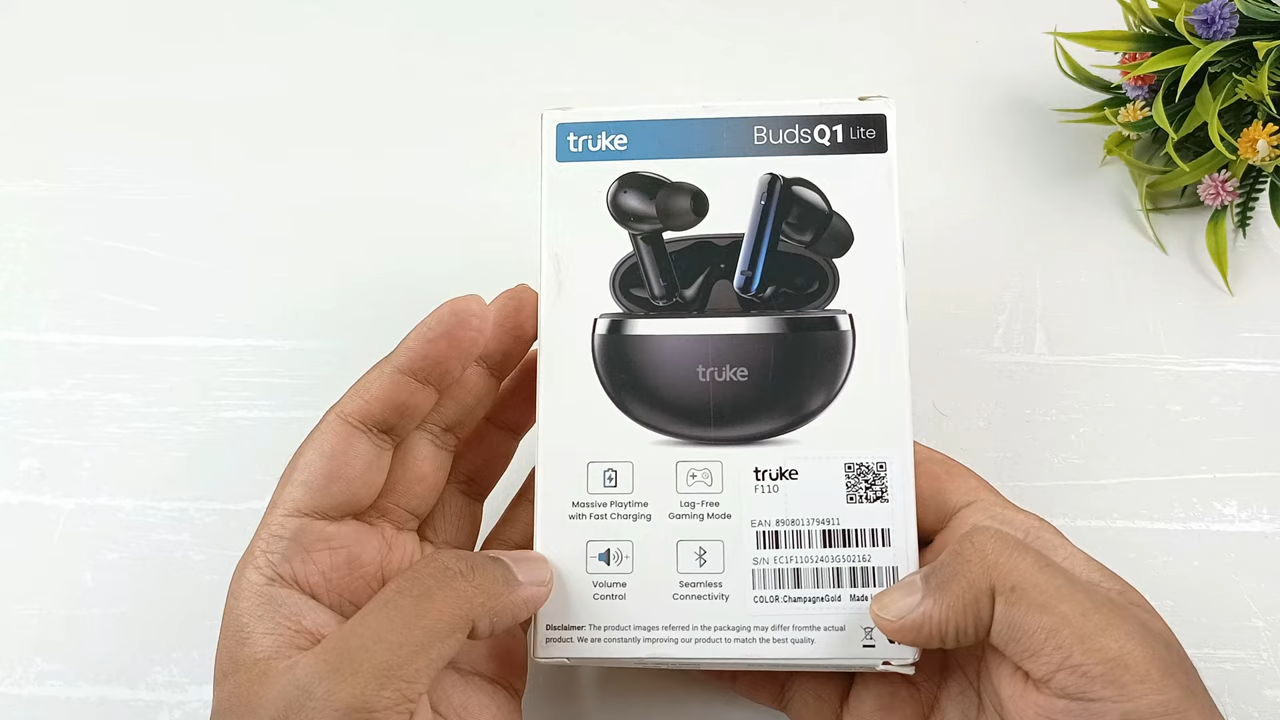 truke
BudsQ1 Lite
truke
Massive Playtime
with Fast Charging
Lag-Free
Gaming Mode
Volume
Control
Seamless
Connectivity
truke
F110
EAN:8908013794911
S/N EC1F11052403G502162
COLOR:ChampagneGold Made
Disclaimer: The product images referred in the packaging may differ fromthe actual
product. We are constantly improving our product to match the best quality.